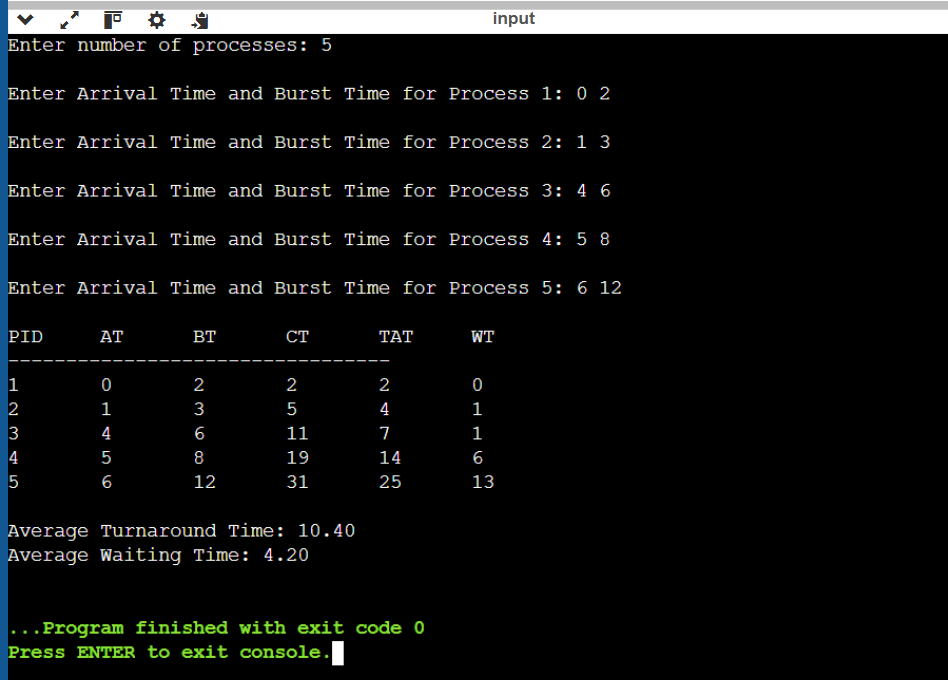 input
Enter number of processes: 5
Enter Arrival Time and Burst Time for Process 1: 0 2
Enter Arrival Time and Burst Time for Process 2: 1 3
Enter Arrival Time and Burst Time for Process 3: 4 6
Enter Arrival Time and Burst Time for Process 4: 5 8
Enter Arrival Time and Burst Time for Process 5: 6 12
PID AT BT CT TAT WT
---------------------------------
1 0 2 2 2 0
2 1 3 5 4 1
3 4 6 11 7 1
4 5 8 19 14 6
5 6 12 31 25 13
Average Turnaround Time: 10.40
Average Waiting Time: 4.20
...Program finished with exit code 0
Press ENTER to exit console.